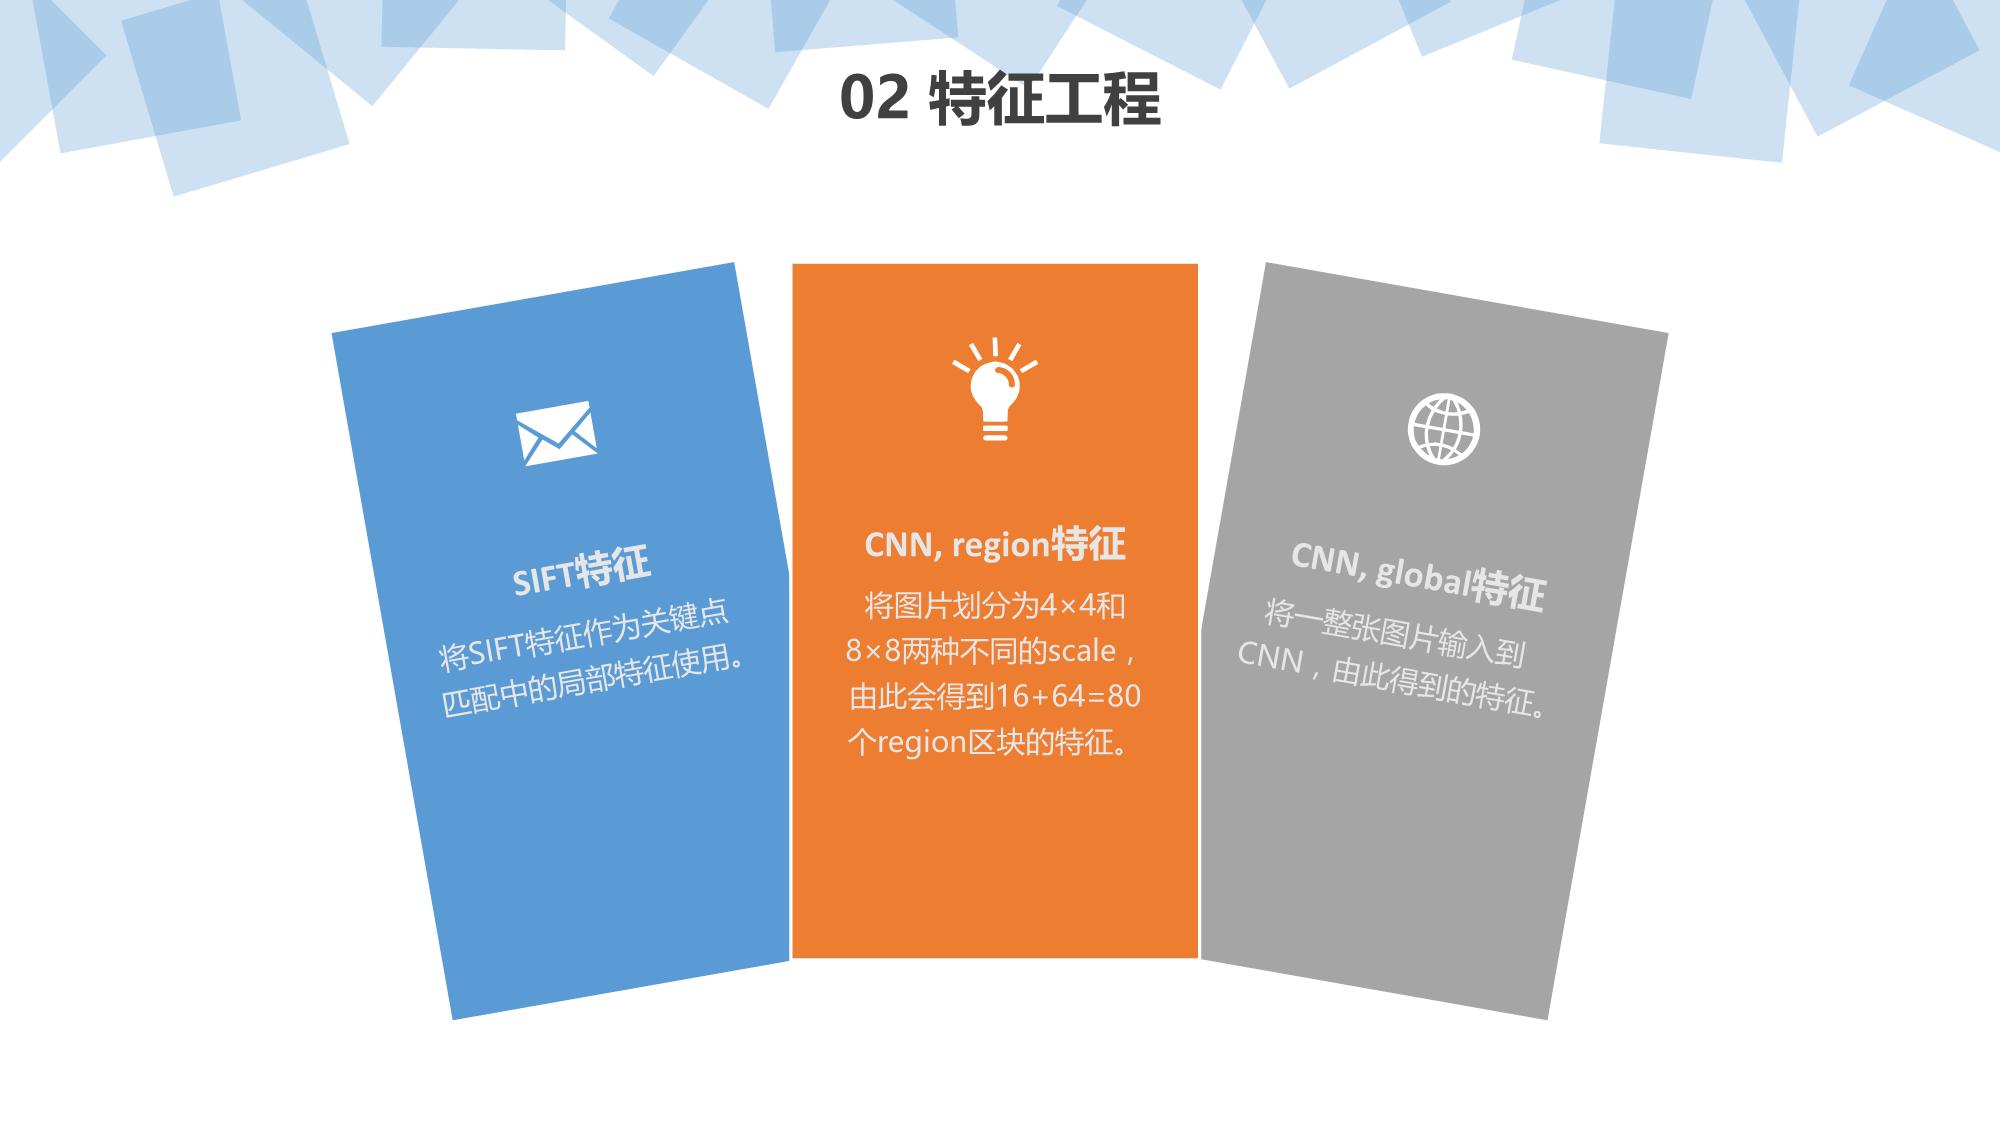 02 特征工程
SIFT特征
将SIFT特征作为关键点
匹配中的局部特征使用。
CNN, region特征
将图片划分为4×4和
8×8两种不同的scale，
由此会得到16+64=80
个region区块的特征。
CNN, global特征
将一整张图片输入到
CNN，由此得到的特征。